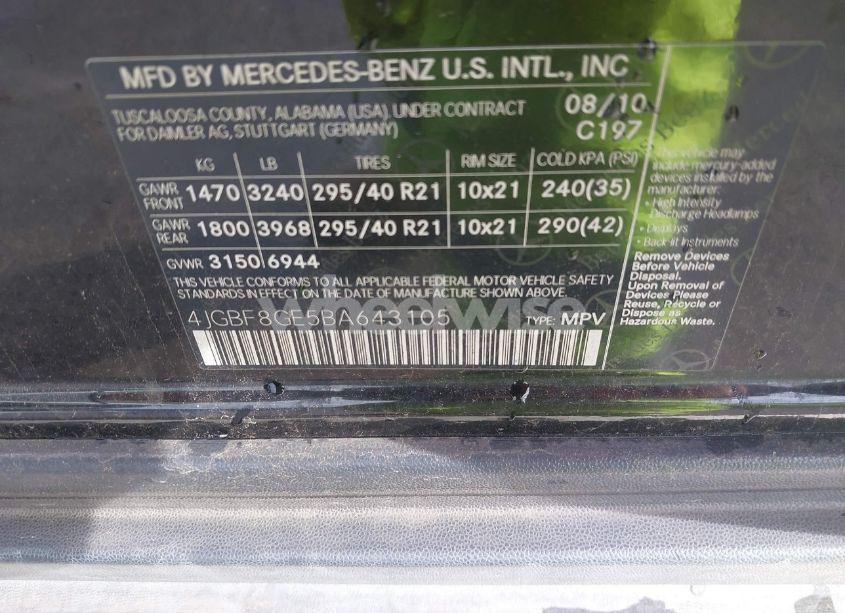 MFD BY MERCEDES-BENZ U.S. INTL., INC
TUSCALOOSA COUNTY, ALABAMA (USA) UNDER CONTRACT 08/10
FOR DAIMLER AG, STUTTGART (GERMANY) C197
KG LB TIRES RIM SIZE COLD KPA (PSI)
GAWR FRONT 1470 3240 295/40 R21 10x21 240(35)
GAWR REAR 1800 3968 295/40 R21 10x21 290(42)
GVWR 3150 6944
THIS VEHICLE CONFORMS TO ALL APPLICABLE FEDERAL MOTOR VEHICLE SAFETY
STANDARDS IN EFFECT ON THE DATE OF MANUFACTURE SHOWN ABOVE.
4JGBF8GE5BA643105 TYPE: MPV
This vehicle may
include mercury-added
devices installed by the
manufacturer:
• High Intensity
Discharge Headlamps
• Displays
• Back-lit Instruments
Remove Devices
Before Vehicle
Disposal.
Upon Removal of
Devices Please
Reuse, Recycle or
Dispose as
Hazardous Waste.